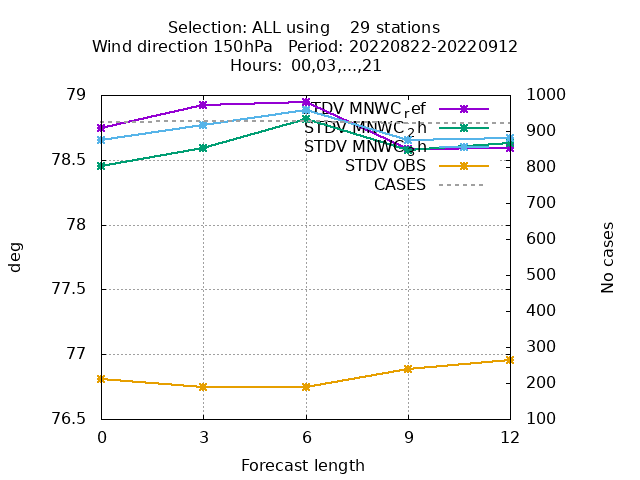 Selection: ALL using    29 stations
Wind direction 150hPa   Period: 20220822-20220912
Hours:  00,03,...,21
79
78.5
78
77.5
77
76.5
1000
900
800
700
600
500
400
300
200
100
STDV MNWC_ref
STDV MNWC_2h
STDV OBS
CASES
deg
No cases
0
3
6
9
12
Forecast length